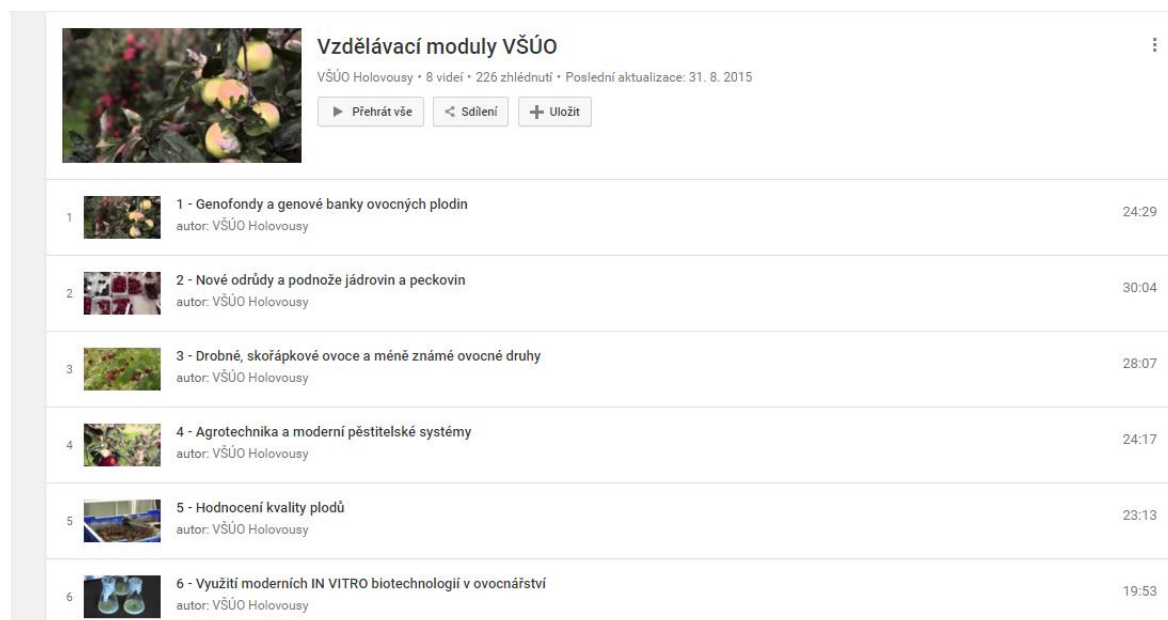 Vzdělávací moduly VŠÚO
VŠÚO Holovousy • 8 videí • 226 zhlédnutí • Poslední aktualizace: 31. 8. 2015
Přehrát vše Sdílení Uložit
1
1 - Genofondy a genové banky ovocných plodin
24:29
autor: VŠÚO Holovousy
2
2 - Nové odrůdy a podnože jádrovin a peckovin
30:04
autor: VŠÚO Holovousy
3
3 - Drobné, skořápkové ovoce a méně známé ovocné druhy
28:07
autor: VŠÚO Holovousy
4
4 - Agrotechnika a moderní pěstitelské systémy
24:17
autor: VŠÚO Holovousy
5
5 - Hodnocení kvality plodů
23:13
autor: VŠÚO Holovousy
6
6 - Využití moderních IN VITRO biotechnologií v ovocnářství
19:53
autor: VŠÚO Holovousy